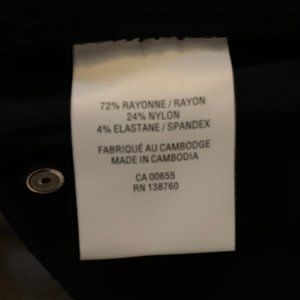 72% RAYONNE / RAYON
24% NYLON
4% ELASTANE / SPANDEX
FABRIQUÉ AU CAMBODGE
MADE IN CAMBODIA
CA 00655
RN 138760